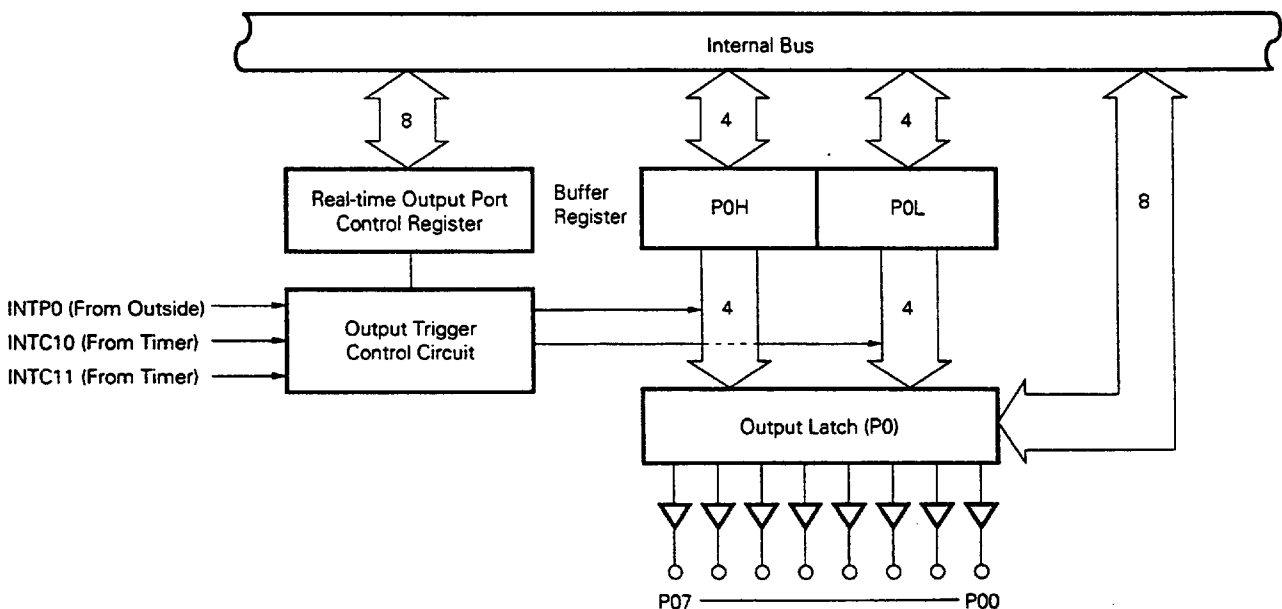 Internal Bus
8
4
4
8
Real-time Output Port
Control Register
Buffer
Register
P0H
P0L
INTP0 (From Outside)
INTC10 (From Timer)
INTC11 (From Timer)
Output Trigger
Control Circuit
4
4
Output Latch (P0)
P07
P00